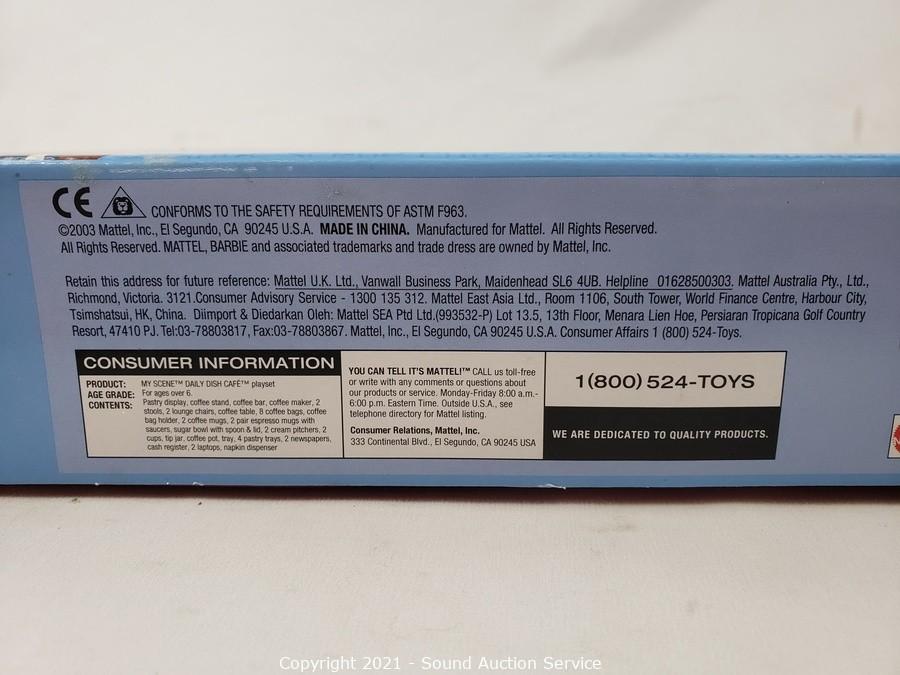 CE CONFORMS TO THE SAFETY REQUIREMENTS OF ASTM F963.
©2003 Mattel, Inc., El Segundo, CA 90245 U.S.A. MADE IN CHINA. Manufactured for Mattel. All Rights Reserved.
All Rights Reserved. MATTEL, BARBIE and associated trademarks and trade dress are owned by Mattel, Inc.
Retain this address for future reference: Mattel U.K. Ltd., Vanwall Business Park, Maidenhead SL6 4UB. Helpline 01628500303. Mattel Australia Pty., Ltd.,
Richmond, Victoria. 3121.Consumer Advisory Service - 1300 135 312. Mattel East Asia Ltd., Room 1106, South Tower, World Finance Centre, Harbour City,
Tsimshatsui, HK, China. Diimport & Diedarkan Oleh: Mattel SEA Ptd Ltd.(993532-P) Lot 13.5, 13th Floor, Menara Lien Hoe, Persiaran Tropicana Golf Country
Resort, 47410 PJ. Tel:03-78803817, Fax:03-78803867. Mattel, Inc., El Segundo, CA 90245 U.S.A. Consumer Affairs 1 (800) 524-Toys.
CONSUMER INFORMATION
PRODUCT: MY SCENE™ DAILY DISH CAFÉ™ playset
AGE GRADE: For ages over 6.
CONTENTS: Pastry display, coffee stand, coffee bar, coffee maker, 2
stools, 2 lounge chairs, coffee table, 8 coffee bags, coffee
bag holder, 2 coffee mugs, 2 pair espresso mugs with
saucers, sugar bowl with spoon & lid, 2 cream pitchers, 2
cups, tip jar, coffee pot, tray, 4 pastry trays, 2 newspapers,
cash register, 2 laptops, napkin dispenser
YOU CAN TELL IT'S MATTEL!™ CALL us toll-free
or write with any comments or questions about
our products or service. Monday-Friday 8:00 a.m.-
6:00 p.m. Eastern Time. Outside U.S.A., see
telephone directory for Mattel listing.
Consumer Relations, Mattel, Inc.
333 Continental Blvd., El Segundo, CA 90245 USA
1(800) 524-TOYS
WE ARE DEDICATED TO QUALITY PRODUCTS.
Copyright 2021 - Sound Auction Service